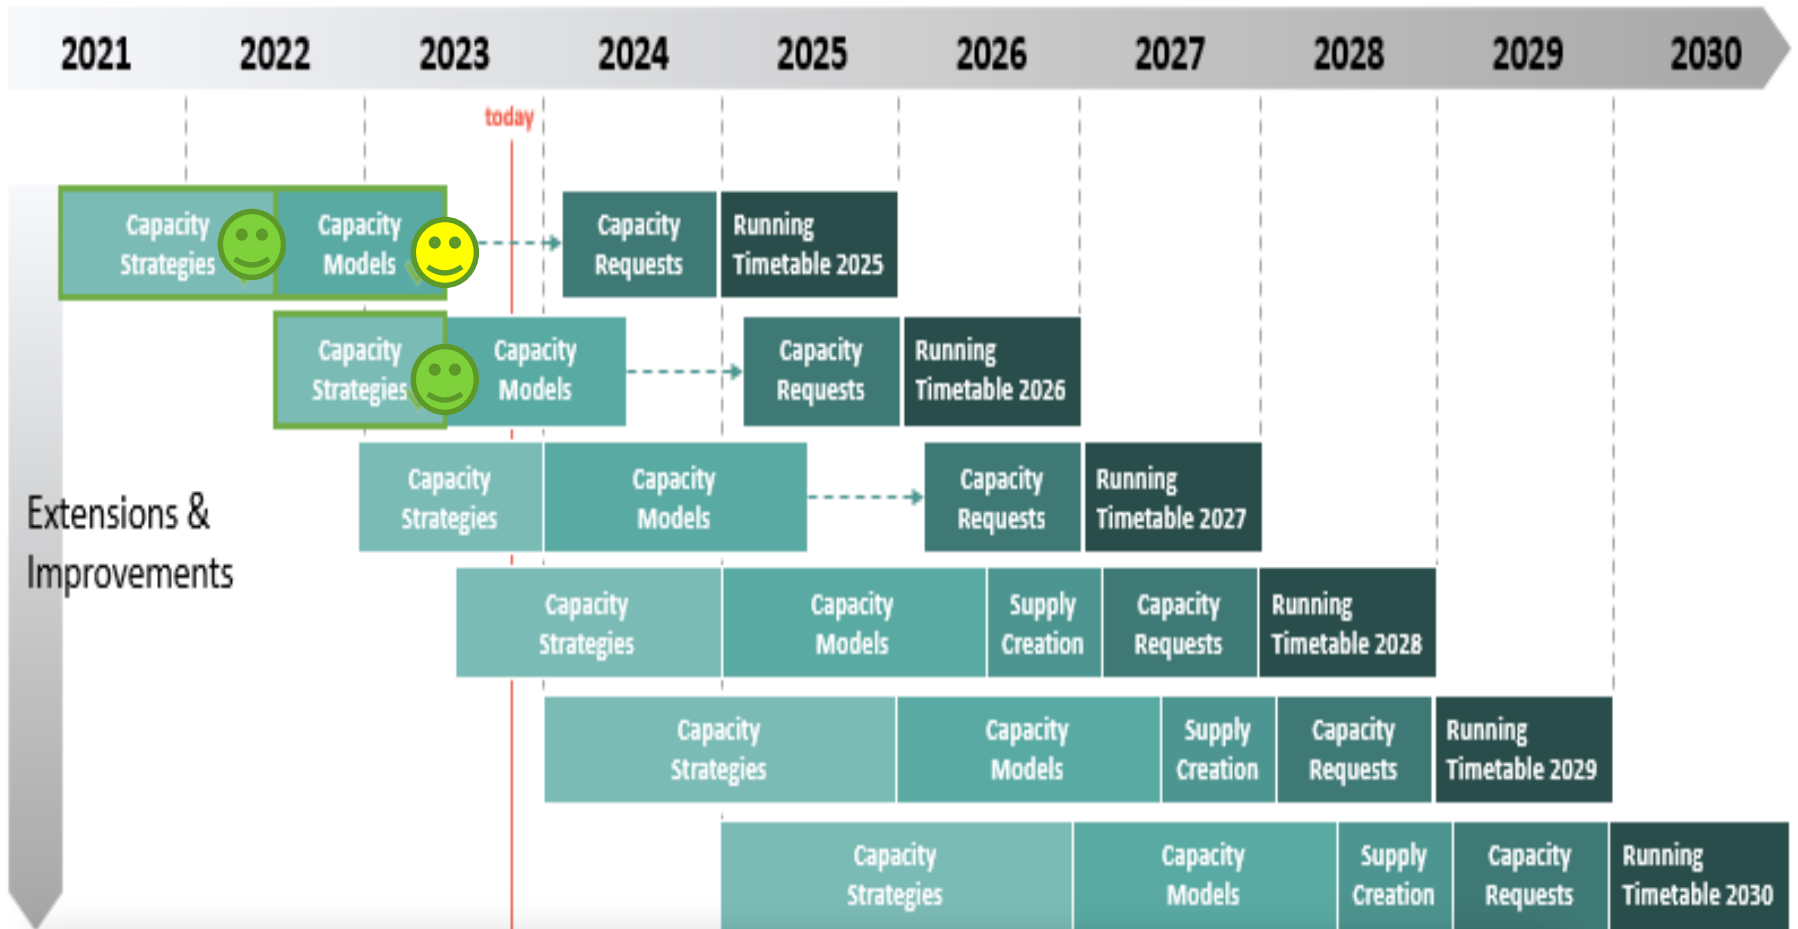 2021 2022 2023 2024 2025 2026 2027 2028 2029 2030
today
Capacity
Strategies
Capacity
Models
Capacity
Requests
Running
Timetable 2025
Capacity
Strategies
Capacity
Models
Capacity
Requests
Running
Timetable 2026
Capacity
Strategies
Capacity
Models
Capacity
Requests
Running
Timetable 2027
Extensions &
Improvements
Capacity
Strategies
Capacity
Models
Supply
Creation
Capacity
Requests
Running
Timetable 2028
Capacity
Strategies
Capacity
Models
Supply
Creation
Capacity
Requests
Running
Timetable 2029
Capacity
Strategies
Capacity
Models
Supply
Creation
Capacity
Requests
Running
Timetable 2030